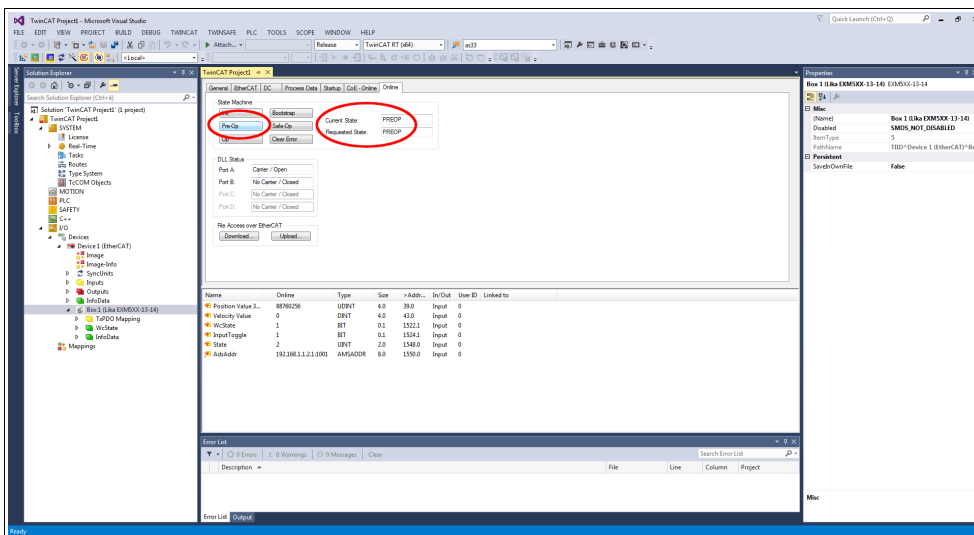 TwinCAT Project1 - Microsoft Visual Studio
Quick Launch (Ctrl+Q)
FILE EDIT VIEW PROJECT BUILD DEBUG TWINCAT TWINSAFE PLC TOOLS SCOPE WINDOW HELP
Attach... Release TwinCAT RT (x64) as33
<Local>
Server Explorer
Toolbox
Solution Explorer
Search Solution Explorer (Ctrl+è)
Solution 'TwinCAT Project1' (1 project)
TwinCAT Project1
SYSTEM
License
Real-Time
Tasks
Routes
Type System
TcCOM Objects
MOTION
PLC
SAFETY
C++
I/O
Devices
Device 1 (EtherCAT)
Image
Image-Info
SyncUnits
Inputs
Outputs
InfoData
Box 1 (Lika EXM5XX-13-14)
TxPDO Mapping
WcState
InfoData
Mappings
TwinCAT Project1
General EtherCAT DC Process Data Startup CoE - Online Online
State Machine
Bootstrap
Current State: PREOP
Pre-Op Safe-Op
Requested State: PREOP
Op Clear Error
DLL Status
Port A: Carrier / Open
Port B: No Carrier / Closed
Port C: No Carrier / Closed
Port D: No Carrier / Closed
File Access over EtherCAT
Download... Upload...
Name Online Type Size >Addr... In/Out User ID Linked to
Position Value 3... 88760256 UDINT 4.0 39.0 Input 0
Velocity Value 0 DINT 4.0 43.0 Input 0
WcState 1 BIT 0.1 1522.1 Input 0
InputToggle 1 BIT 0.1 1524.1 Input 0
State 2 UINT 2.0 1548.0 Input 0
AdsAddr 192.168.1.1.2.1:1001 AMSADDR 8.0 1550.0 Input 0
Error List
0 Errors 0 Warnings 0 Messages Clear
Search Error List
Description File Line Column Project
Error List Output
Properties
Box 1 (Lika EXM5XX-13-14) EXM5XX-13-14
Misc
(Name) Box 1 (Lika EXM5XX-13-14)
Disabled SMDS_NOT_DISABLED
ItemType 5
PathName TIID^Device 1 (EtherCAT)^Bo
Persistent
SaveInOwnFile False
Misc
Ready